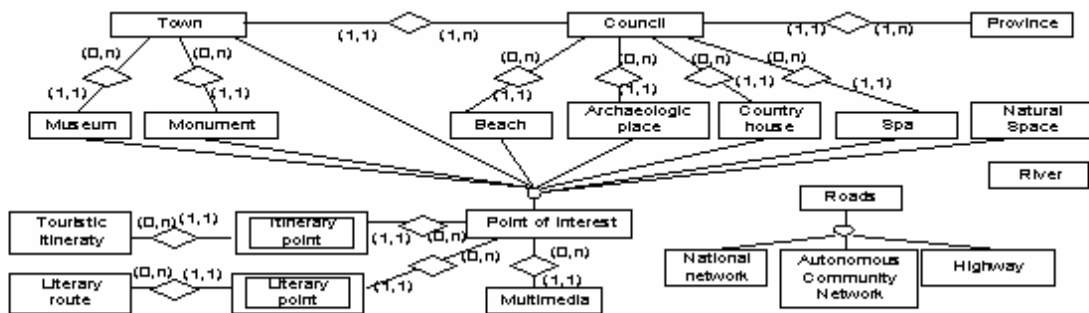 Town
Council
Province
(1,1)
(1,n)
(1,1)
(1,n)
(0,n)
(0,n)
(0,n)
(0,n)
(0,n)
(0,n)
(1,1)
(1,1)
(1,1)
(1,1)
(1,1)
(1,1)
Museum
Monument
Beach
Archaeologic
place
Country
house
Spa
Natural
Space
River
Roads
Touristic
Itineraty
(0,n)
(1,1)
Itinerary
point
(1,1)
(0,n)
Point of Interest
(0,n)
(0,n)
(1,1)
Literary
route
(0,n)
(1,1)
Literary
point
(1,1)
Multimedia
National
network
Autonomous
Community
Network
Highway